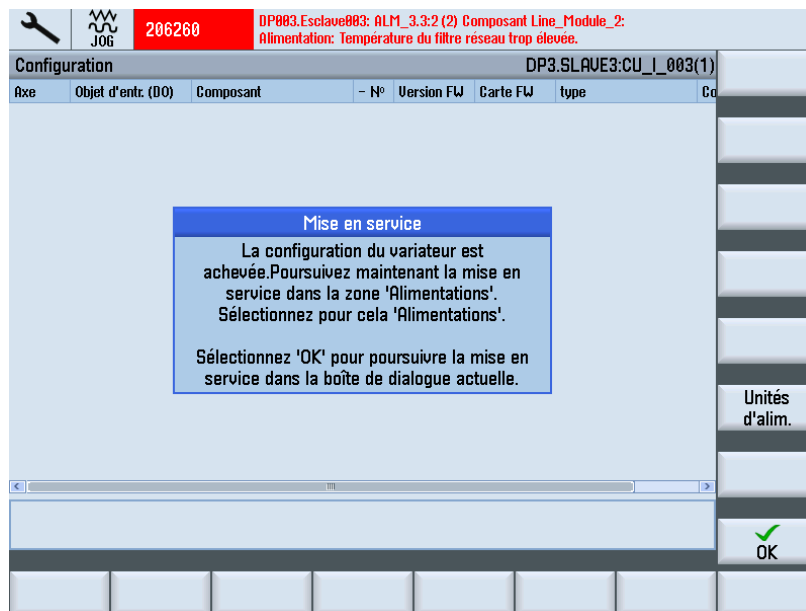 JOG
206260
DP003.Esclave003: ALM_3.3:2 (2) Composant Line_Module_2:
Alimentation: Température du filtre réseau trop élevée.
Configuration
DP3.SLAVE3:CU_I_003(1)
Axe Objet d'entr. (DO) Composant - Nº Version FW Carte FW type Co
Mise en service
La configuration du variateur est
achevée.Poursuivez maintenant la mise en
service dans la zone 'Alimentations'.
Sélectionnez pour cela 'Alimentations'.
Sélectionnez 'OK' pour poursuivre la mise en
service dans la boîte de dialogue actuelle.
Unités
d'alim.
OK